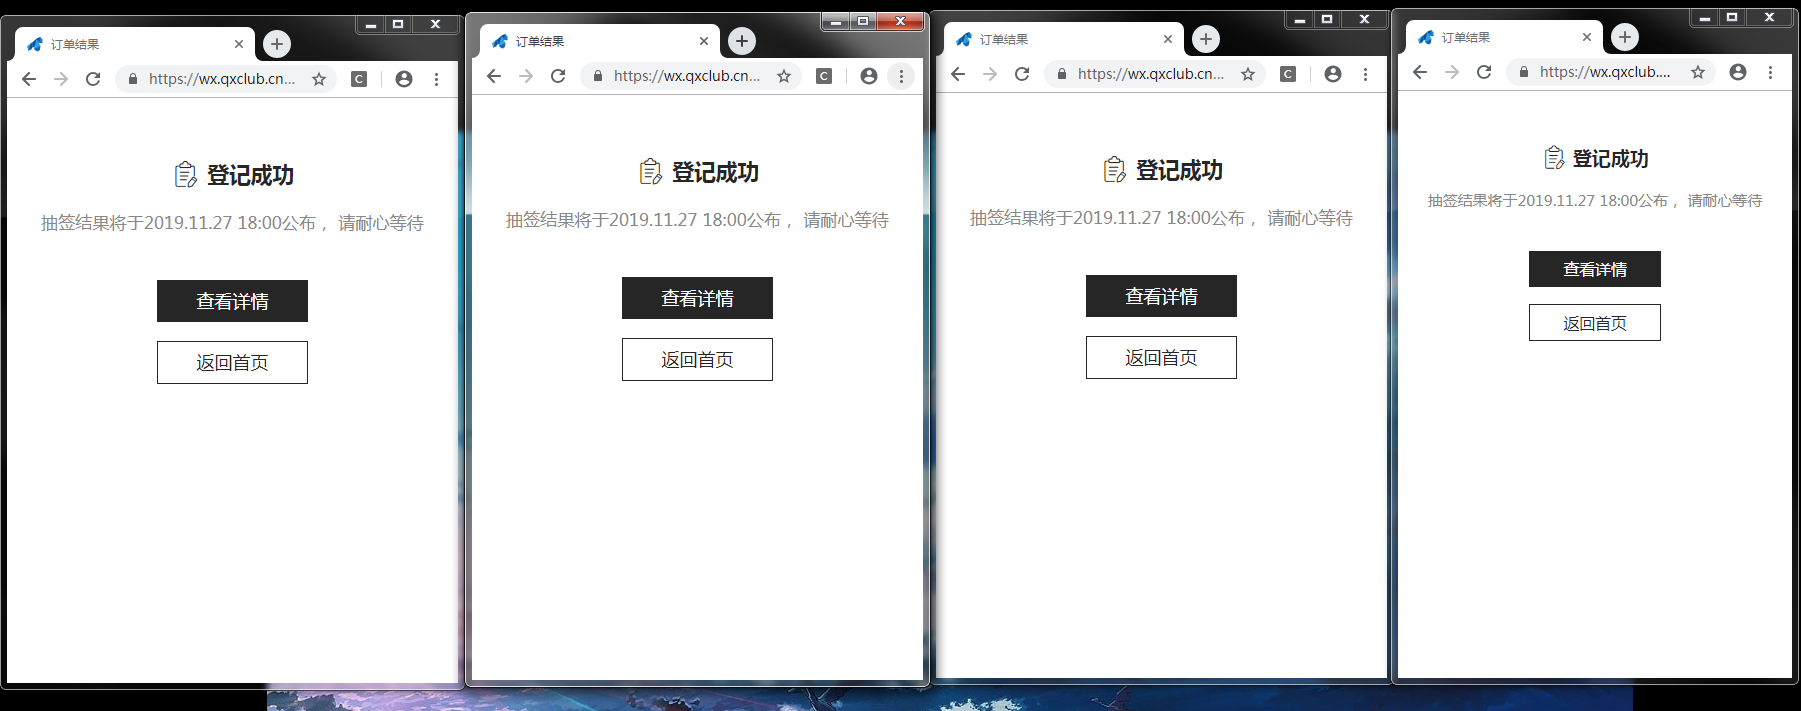 订单结果
https://wx.qxclub.cn...
C
登记成功
抽签结果将于2019.11.27 18:00公布， 请耐心等待
查看详情
返回首页
订单结果
https://wx.qxclub.cn...
C
登记成功
抽签结果将于2019.11.27 18:00公布， 请耐心等待
查看详情
返回首页
订单结果
https://wx.qxclub.cn...
C
登记成功
抽签结果将于2019.11.27 18:00公布， 请耐心等待
查看详情
返回首页
订单结果
https://wx.qxclub....
登记成功
抽签结果将于2019.11.27 18:00公布， 请耐心等待
查看详情
返回首页